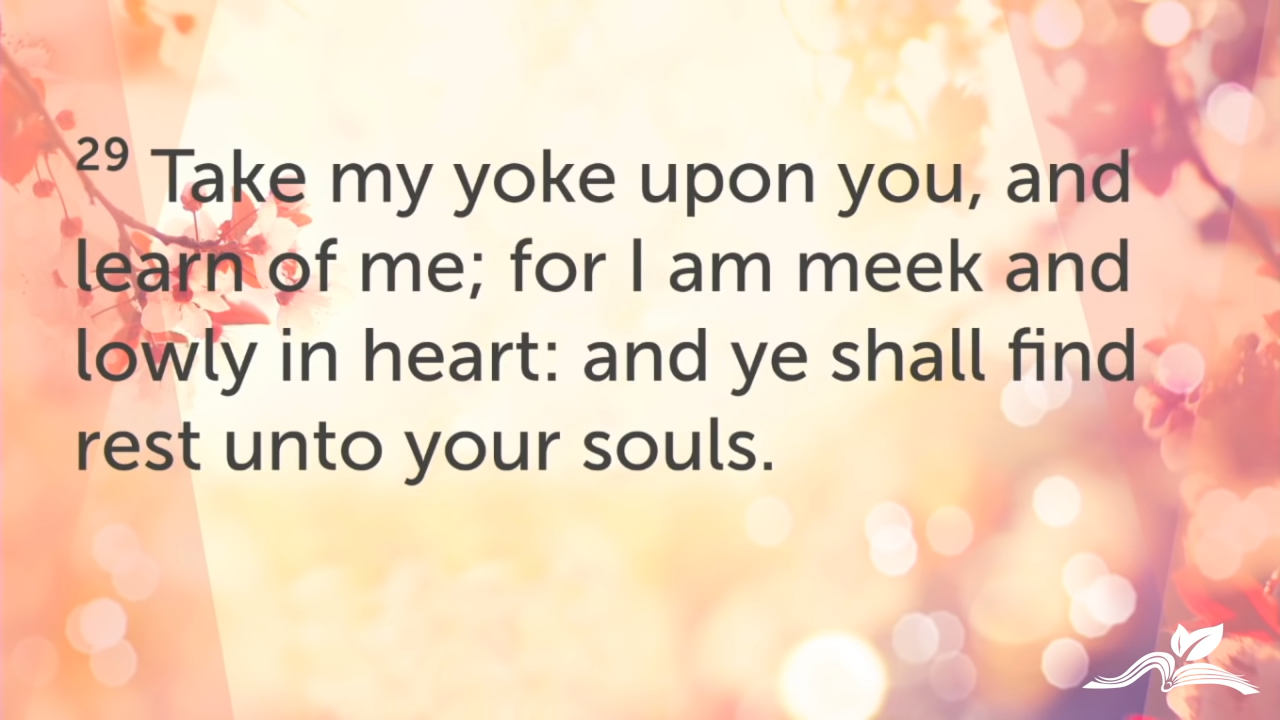 29 Take my yoke upon you, and
learn of me; for I am meek and
lowly in heart: and ye shall find
rest unto your souls.